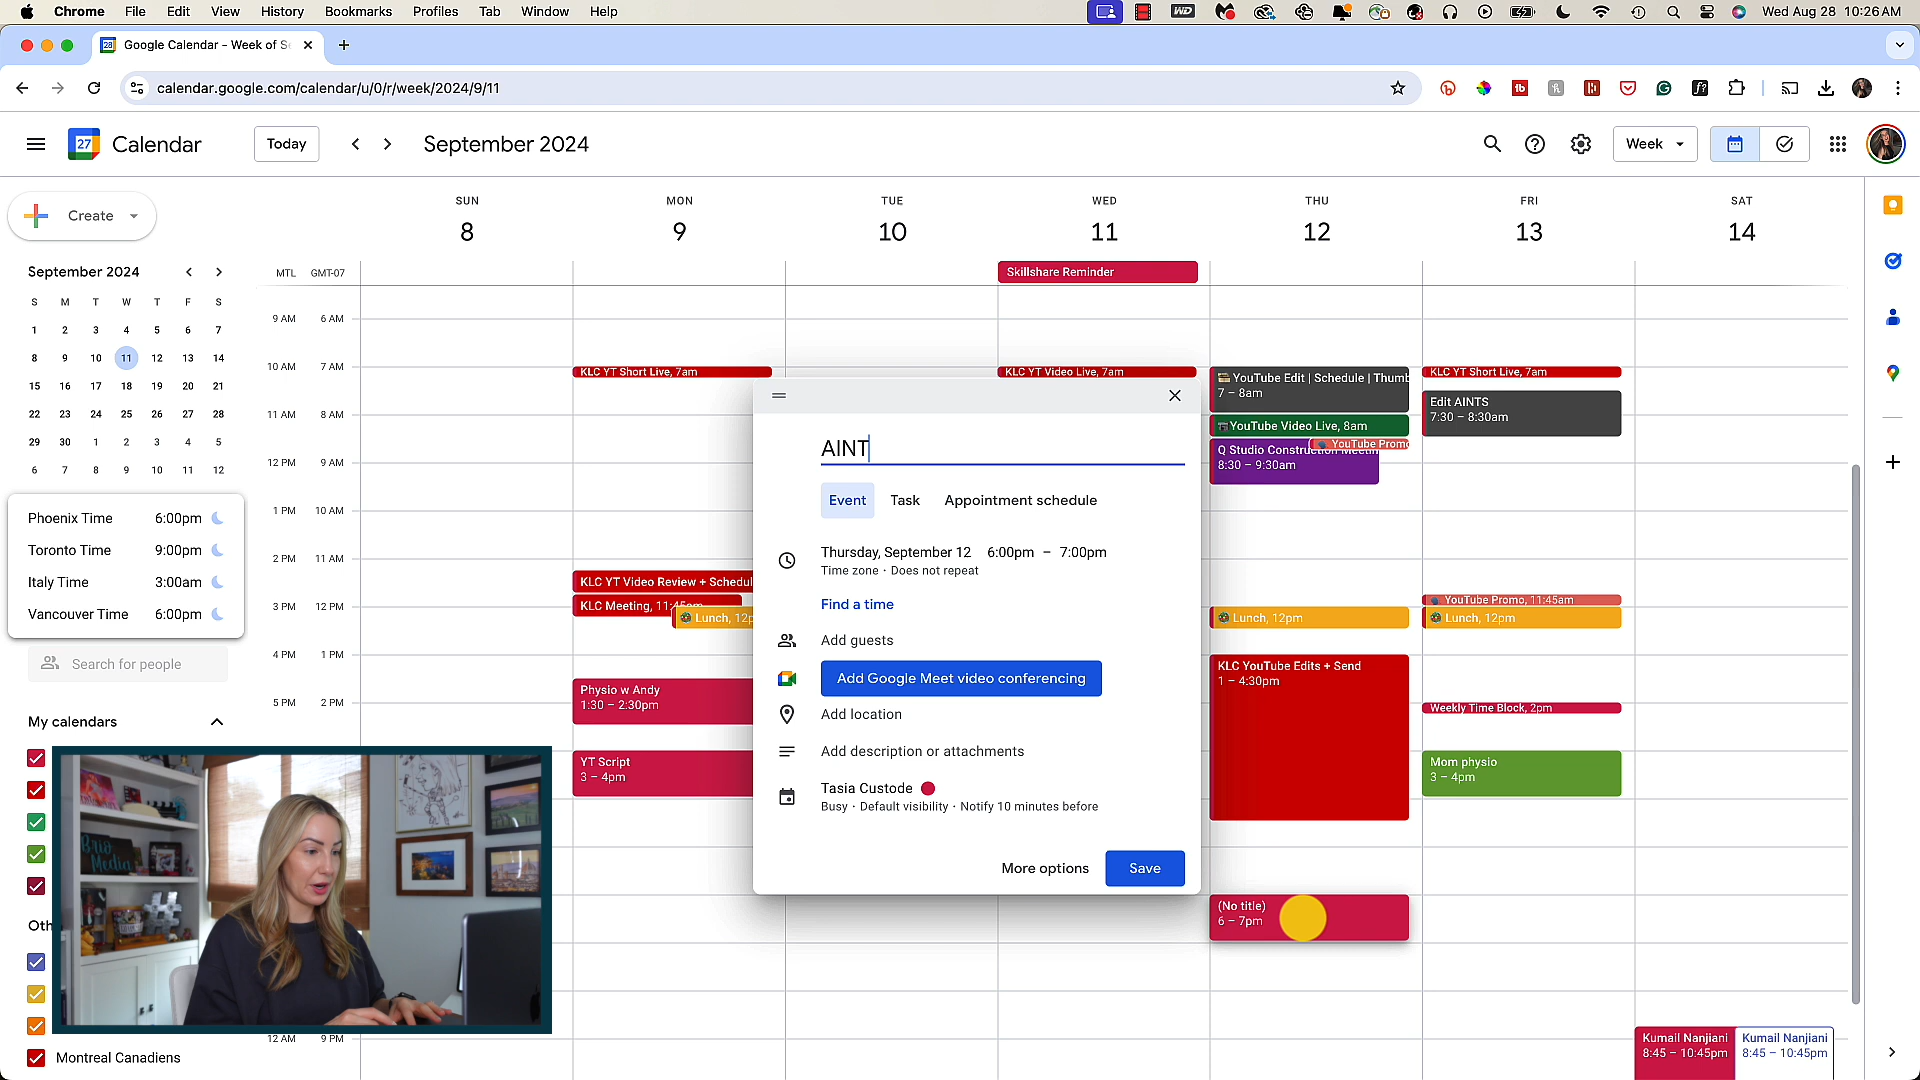 Chrome File Edit View History Bookmarks Profiles Tab Window Help
WD
Wed Aug 28 10:26 AM
Google Calendar - Week of Se
calendar.google.com/calendar/u/0/r/week/2024/9/11
27 Calendar Today September 2024 Week
Create
SUN MON TUE WED THU FRI SAT
8 9 10 11 12 13 14
September 2024
S M T W T F S
1 2 3 4 5 6 7
8 9 10 11 12 13 14
15 16 17 18 19 20 21
22 23 24 25 26 27 28
29 30 1 2 3 4 5
6 7 8 9 10 11 12
Phoenix Time 6:00pm
Toronto Time 9:00pm
Italy Time 3:00am
Vancouver Time 6:00pm
Search for people
My calendars
Oth
Montreal Canadiens
MTL GMT-07
Skillshare Reminder
9 AM 6 AM
10 AM 7 AM
11 AM 8 AM
12 PM 9 AM
1 PM 10 AM
2 PM 11 AM
3 PM 12 PM
4 PM 1 PM
5 PM 2 PM
12 AM 9 PM
KLC YT Short Live, 7am
KLC YT Video Review + Schedul
KLC Meeting, 11:45am
Lunch, 12p
Physio w Andy
1:30 – 2:30pm
YT Script
3 – 4pm
KLC YT Video Live, 7am
AINT
Event Task Appointment schedule
Thursday, September 12 6:00pm – 7:00pm
Time zone · Does not repeat
Find a time
Add guests
Add Google Meet video conferencing
Add location
Add description or attachments
Tasia Custode
Busy · Default visibility · Notify 10 minutes before
More options Save
YouTube Edit | Schedule | Thumb
7 – 8am
YouTube Video Live, 8am
YouTube Promo
Q Studio Construction Meetin
8:30 – 9:30am
Lunch, 12pm
KLC YouTube Edits + Send
1 – 4:30pm
(No title)
6 – 7pm
KLC YT Short Live, 7am
Edit AINTS
7:30 – 8:30am
YouTube Promo, 11:45am
Lunch, 12pm
Weekly Time Block, 2pm
Mom physio
3 – 4pm
Kumail Nanjiani
8:45 – 10:45pm
Kumail Nanjiani
8:45 – 10:45pm
Brio
Media